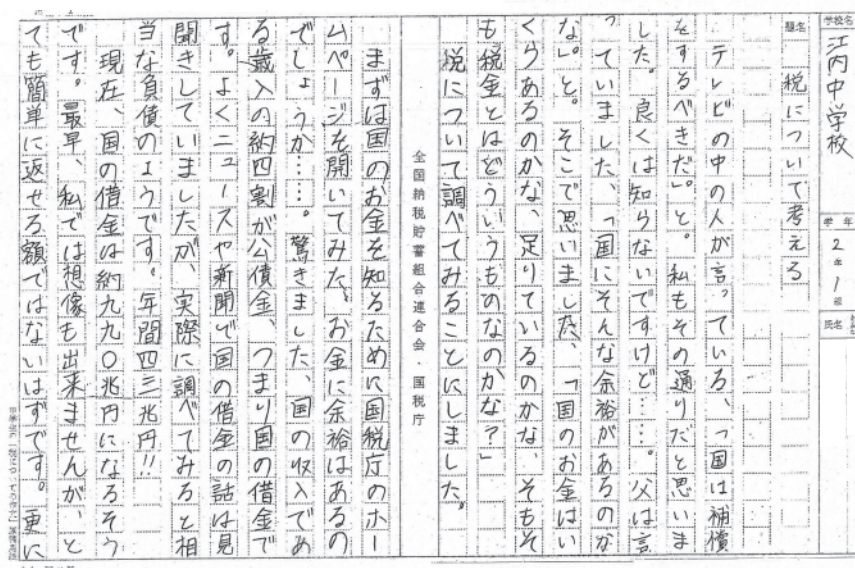 学校名 江内中学校
学年 2年1組
氏名
題名 税について考える
テレビの中の人が言っている、「国は補償
をするべきだ。」と。私もその通りだと思いま
した。良くは知らないですけど……。父は言
っていました、「国にそんな余裕があるのか
な。」と。そこで思いました、「国のお金はい
くらあるのかな、足りているのかな、そもそ
も税金とはどういうものなのかな？」
税について調べてみることにしました。
全国納税貯蓄組合連合会・国税庁
まずは国のお金を知るために国税庁のホー
ムページを開いてみた。お金に余裕はあるの
でしょうか……。驚きました、国の収入であ
る歳入の約四割が公債金、つまり国の借金で
す。よくニュースや新聞で国の借金の話は見
聞きしていましたが、実際に調べてみると相
当な負債のようです。年間四三兆円!!
現在、国の借金は約九九〇兆円になるそう
です。最早、私では想像も出来ませんが、と
ても簡単に返せる額ではないはずです。更に